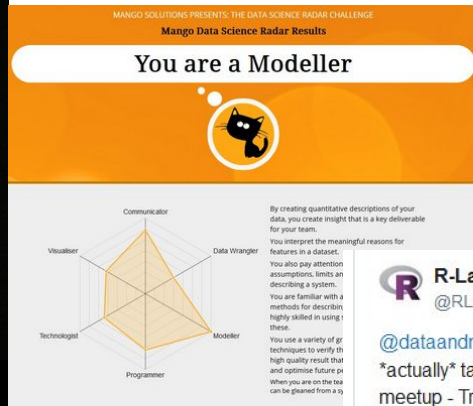 MANGO SOLUTIONS PRESENTS: THE DATA SCIENCE RADAR CHALLENGE
Mango Data Science Radar Results
You are a Modeller
Communicator
Visualiser
Data Wrangler
Technologist
Modeller
Programmer
By creating quantitative descriptions of your
data, you create insight that is a key deliverable
for your team.
You interpret the meaningful reasons for
features in a dataset.
You also pay attention
assumptions, limits an
describing a system.
You are familiar with a
methods for describin
highly skilled in using
these.
You use a variety of gr
techniques to verify th
high quality result that
and optimise future p
When you are on the tea
can be gleaned from a sy
R-La
@RL
@dataandr
*actually* ta
meetup - Tr